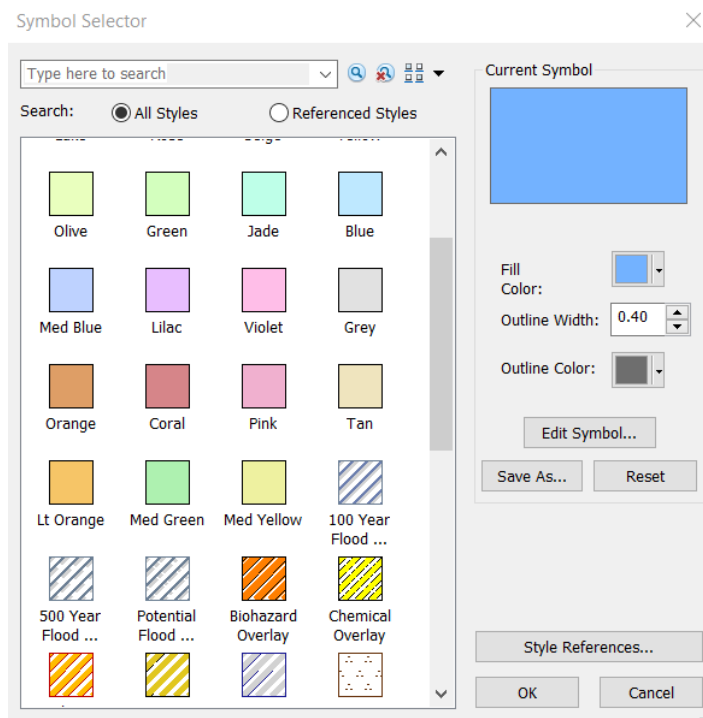 Symbol Selector
Type here to search
Search:
All Styles
Referenced Styles
Olive
Green
Jade
Blue
Med Blue
Lilac
Violet
Grey
Orange
Coral
Pink
Tan
Lt Orange
Med Green
Med Yellow
100 Year
Flood ...
500 Year
Flood ...
Potential
Flood ...
Biohazard
Overlay
Chemical
Overlay
Current Symbol
Fill
Color:
Outline Width:
0.40
Outline Color:
Edit Symbol...
Save As...
Reset
Style References...
OK
Cancel